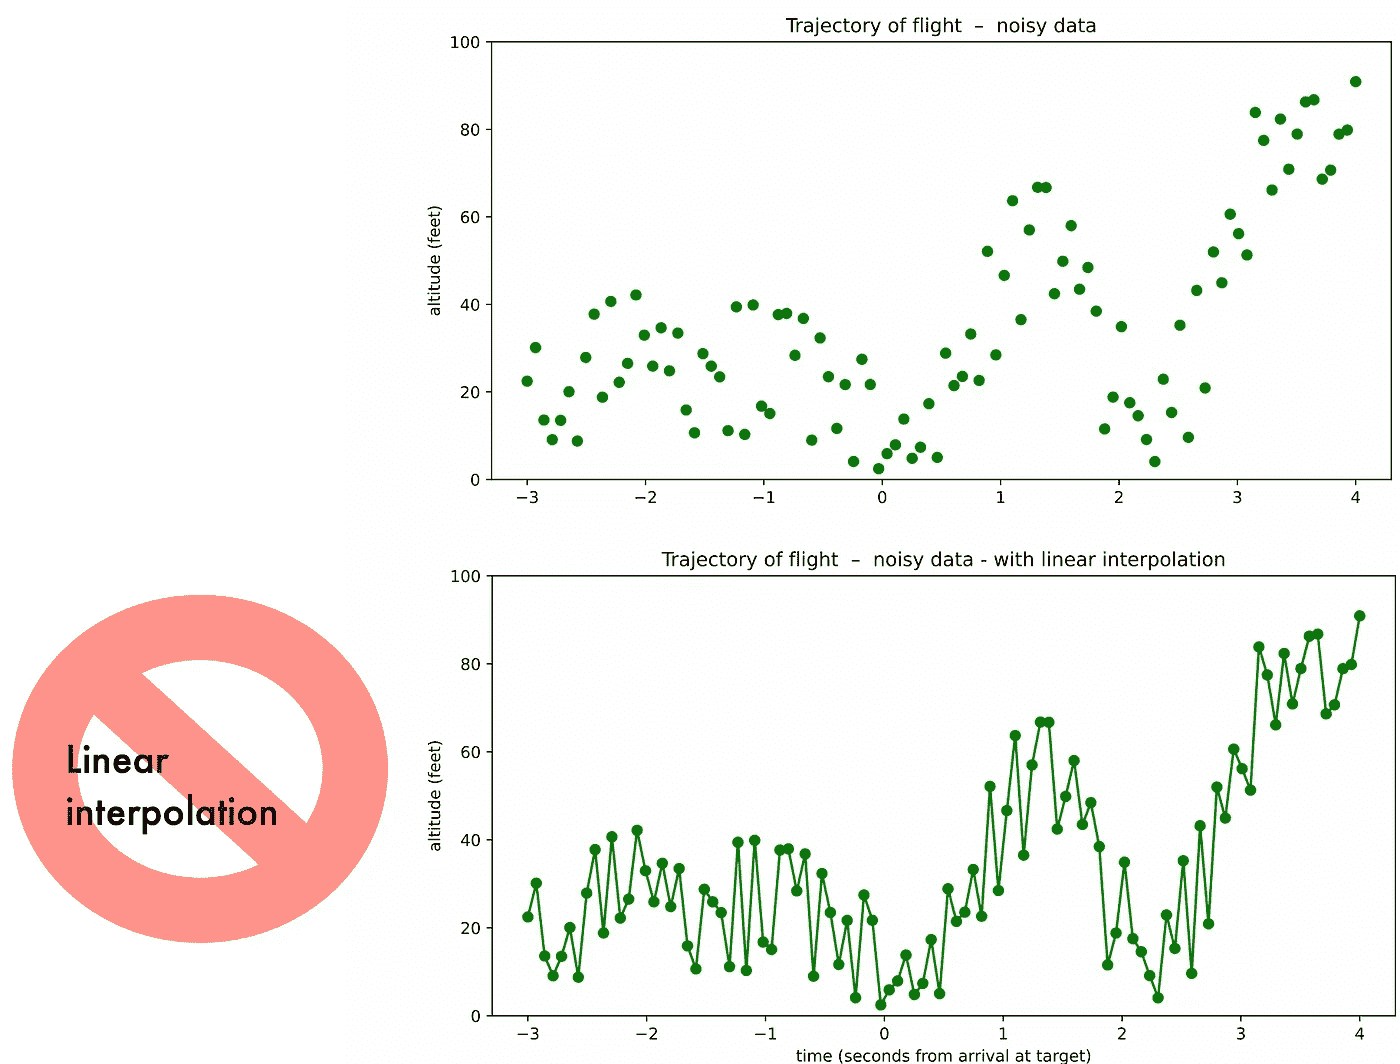 Trajectory of flight – noisy data
altitude (feet)
100
80
60
40
20
0
−3 −2 −1 0 1 2 3 4
Trajectory of flight – noisy data - with linear interpolation
altitude (feet)
100
80
60
40
20
0
−3 −2 −1 0 1 2 3 4
time (seconds from arrival at target)
Linear
interpolation